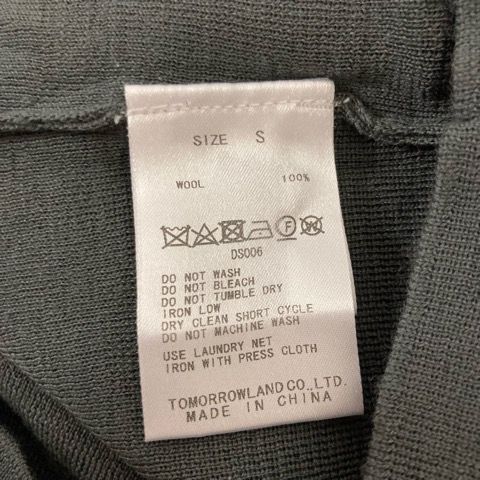 SIZE S
WOOL 100%
F W
DS006
DO NOT WASH
DO NOT BLEACH
DO NOT TUMBLE DRY
IRON LOW
DRY CLEAN SHORT CYCLE
DO NOT MACHINE WASH
USE LAUNDRY NET
IRON WITH PRESS CLOTH
TOMORROWLAND CO., LTD.
MADE IN CHINA